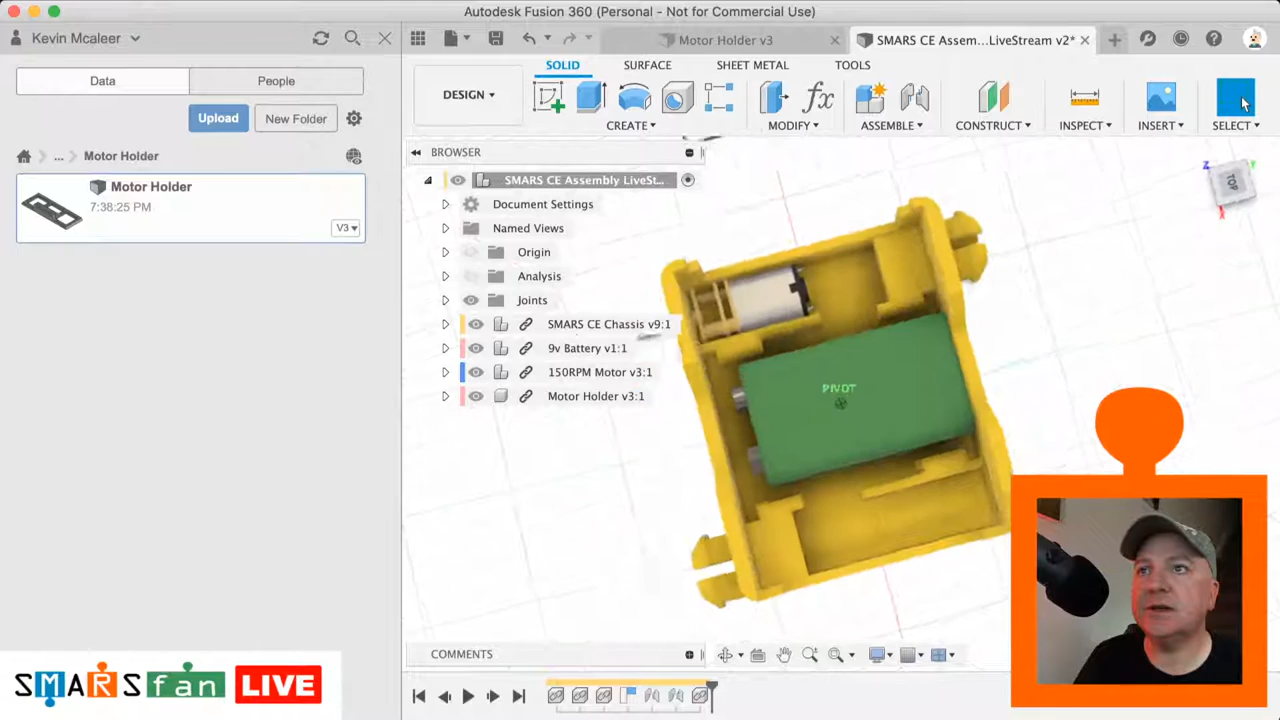 Autodesk Fusion 360 (Personal - Not for Commercial Use)
Kevin Mcaleer
Motor Holder v3
SMARS CE Assem...LiveStream v2*
Data
People
SOLID
SURFACE
SHEET METAL
TOOLS
Upload
New Folder
DESIGN
CREATE
MODIFY
ASSEMBLE
CONSTRUCT
INSPECT
INSERT
SELECT
...
Motor Holder
BROWSER
Motor Holder
7:38:25 PM
V3
SMARS CE Assembly LiveSt...
Document Settings
Named Views
Origin
Analysis
Joints
SMARS CE Chassis v9:1
9v Battery v1:1
150RPM Motor v3:1
Motor Holder v3:1
Z
Y
TOP
X
PIVOT
COMMENTS
SMARS fan LIVE